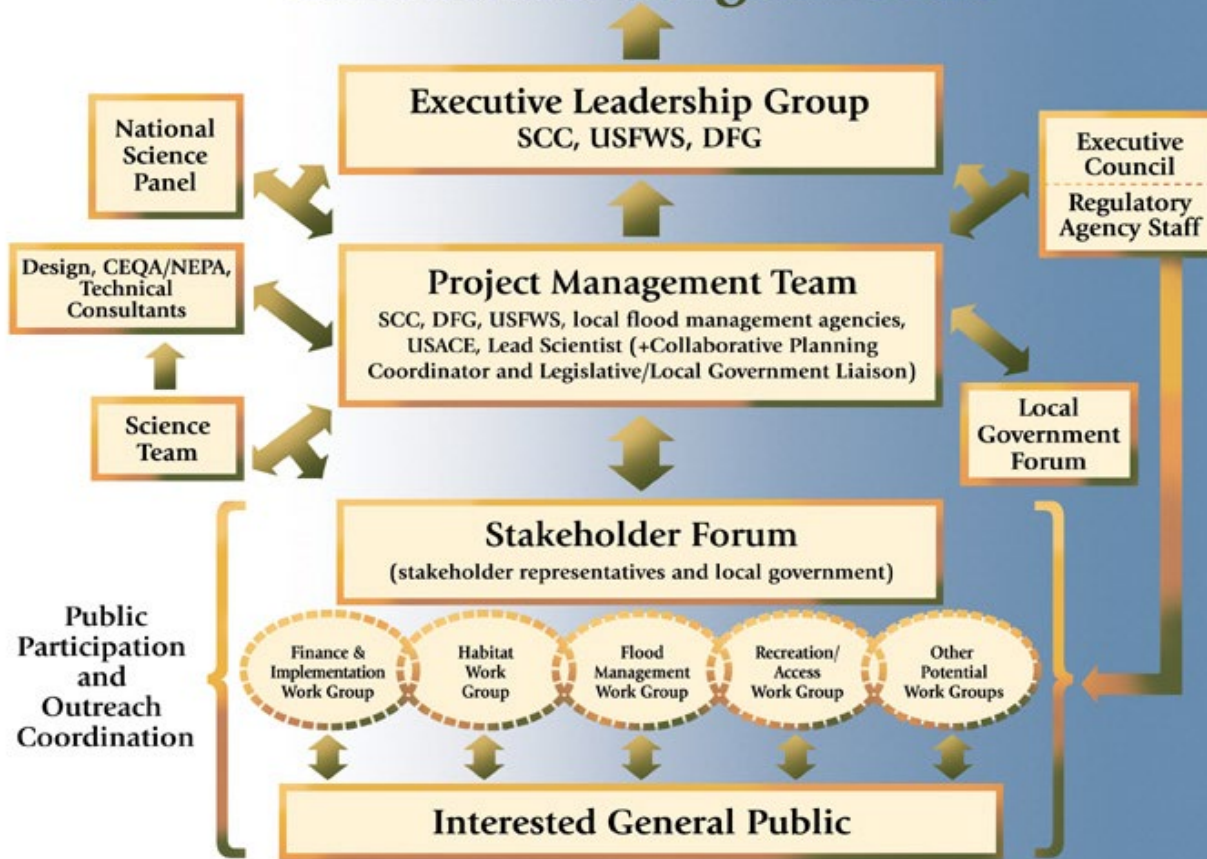 Executive Leadership Group
SCC, USFWS, DFG
National
Science
Panel
Executive
Council
Regulatory
Agency Staff
Design, CEQA/NEPA,
Technical
Consultants
Project Management Team
SCC, DFG, USFWS, local flood management agencies,
USACE, Lead Scientist (+Collaborative Planning
Coordinator and Legislative/Local Government Liaison)
Science
Team
Local
Government
Forum
Stakeholder Forum
(stakeholder representatives and local government)
Public
Participation
and
Outreach
Coordination
Finance &
Implementation
Work Group
Habitat
Work
Group
Flood
Management
Work Group
Recreation/
Access
Work Group
Other
Potential
Work Groups
Interested General Public